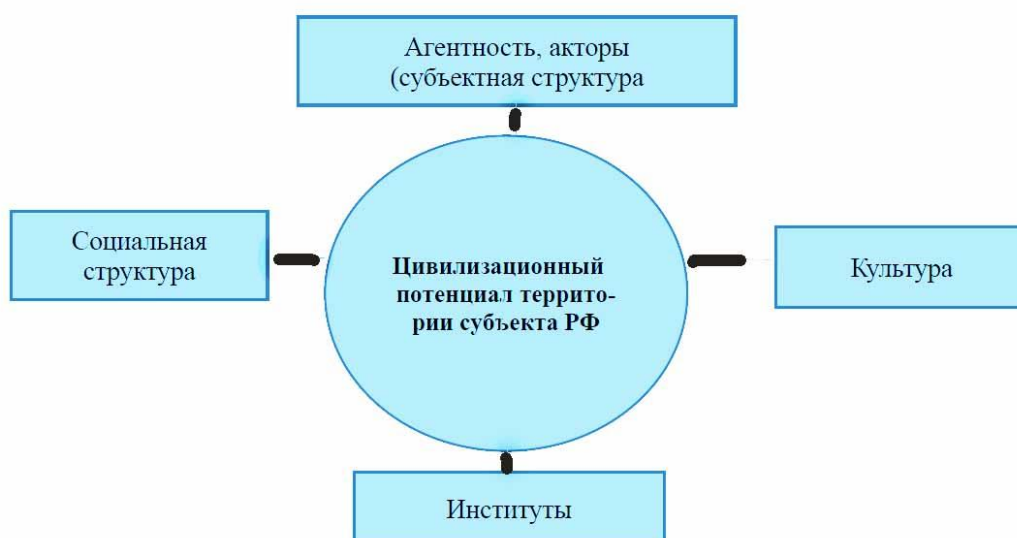 Агентность, акторы
(субъектная структура
Социальная
структура
Цивилизационный
потенциал террито-
рии субъекта РФ
Культура
Институты